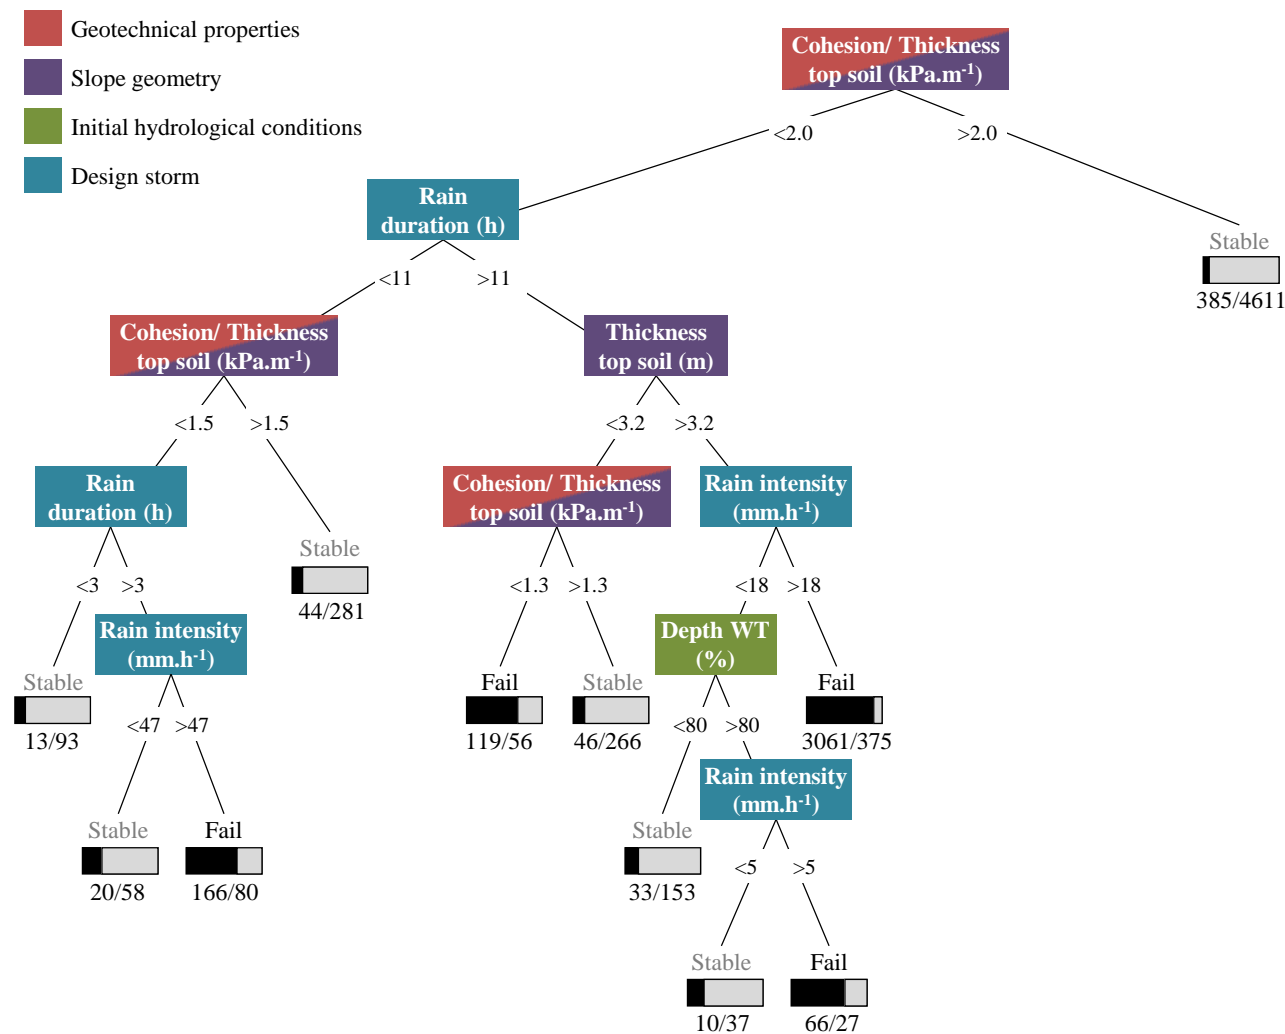 Geotechnical properties
Slope geometry
Initial hydrological conditions
Design storm
Cohesion/ Thickness
top soil (kPa.m⁻¹)
<2.0
>2.0
Rain
duration (h)
Stable
385/4611
<11
>11
Cohesion/ Thickness
top soil (kPa.m⁻¹)
Thickness
top soil (m)
<1.5
>1.5
<3.2
>3.2
Rain
duration (h)
Cohesion/ Thickness
top soil (kPa.m⁻¹)
Rain intensity
(mm.h⁻¹)
Stable
44/281
<3
>3
<1.3
>1.3
<18
>18
Rain intensity
(mm.h⁻¹)
Depth WT
(%)
Stable
13/93
Fail
119/56
Stable
46/266
Fail
3061/375
<47
>47
<80
>80
Rain intensity
(mm.h⁻¹)
Stable
20/58
Fail
166/80
Stable
33/153
<5
>5
Stable
10/37
Fail
66/27